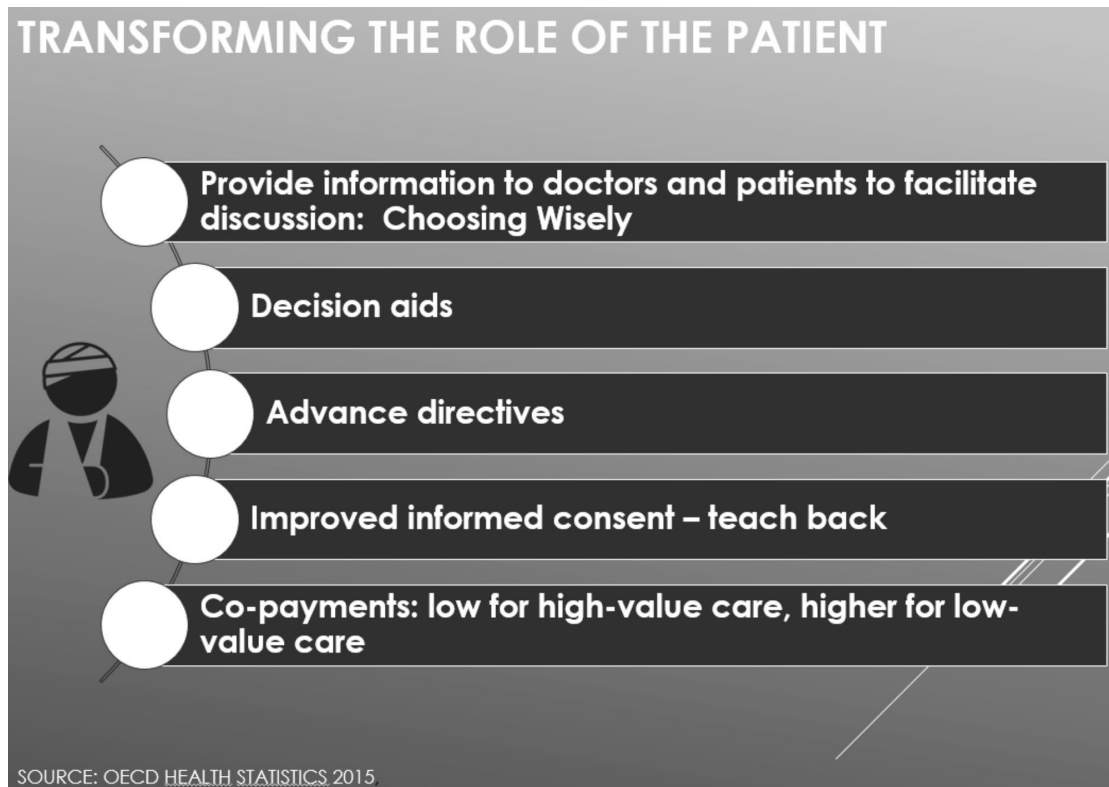 TRANSFORMING THE ROLE OF THE PATIENT
Provide information to doctors and patients to facilitate
discussion:  Choosing Wisely
Decision aids
Advance directives
Improved informed consent – teach back
Co-payments: low for high-value care, higher for low-
value care
SOURCE: OECD HEALTH STATISTICS 2015,